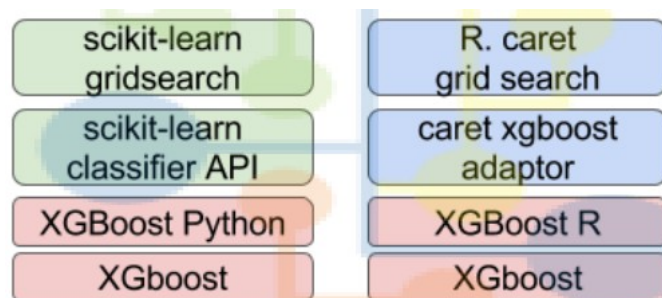 scikit-learn
gridsearch
scikit-learn
classifier API
XGBoost Python
XGboost
R. caret
grid search
caret xgboost
adaptor
XGBoost R
XGboost